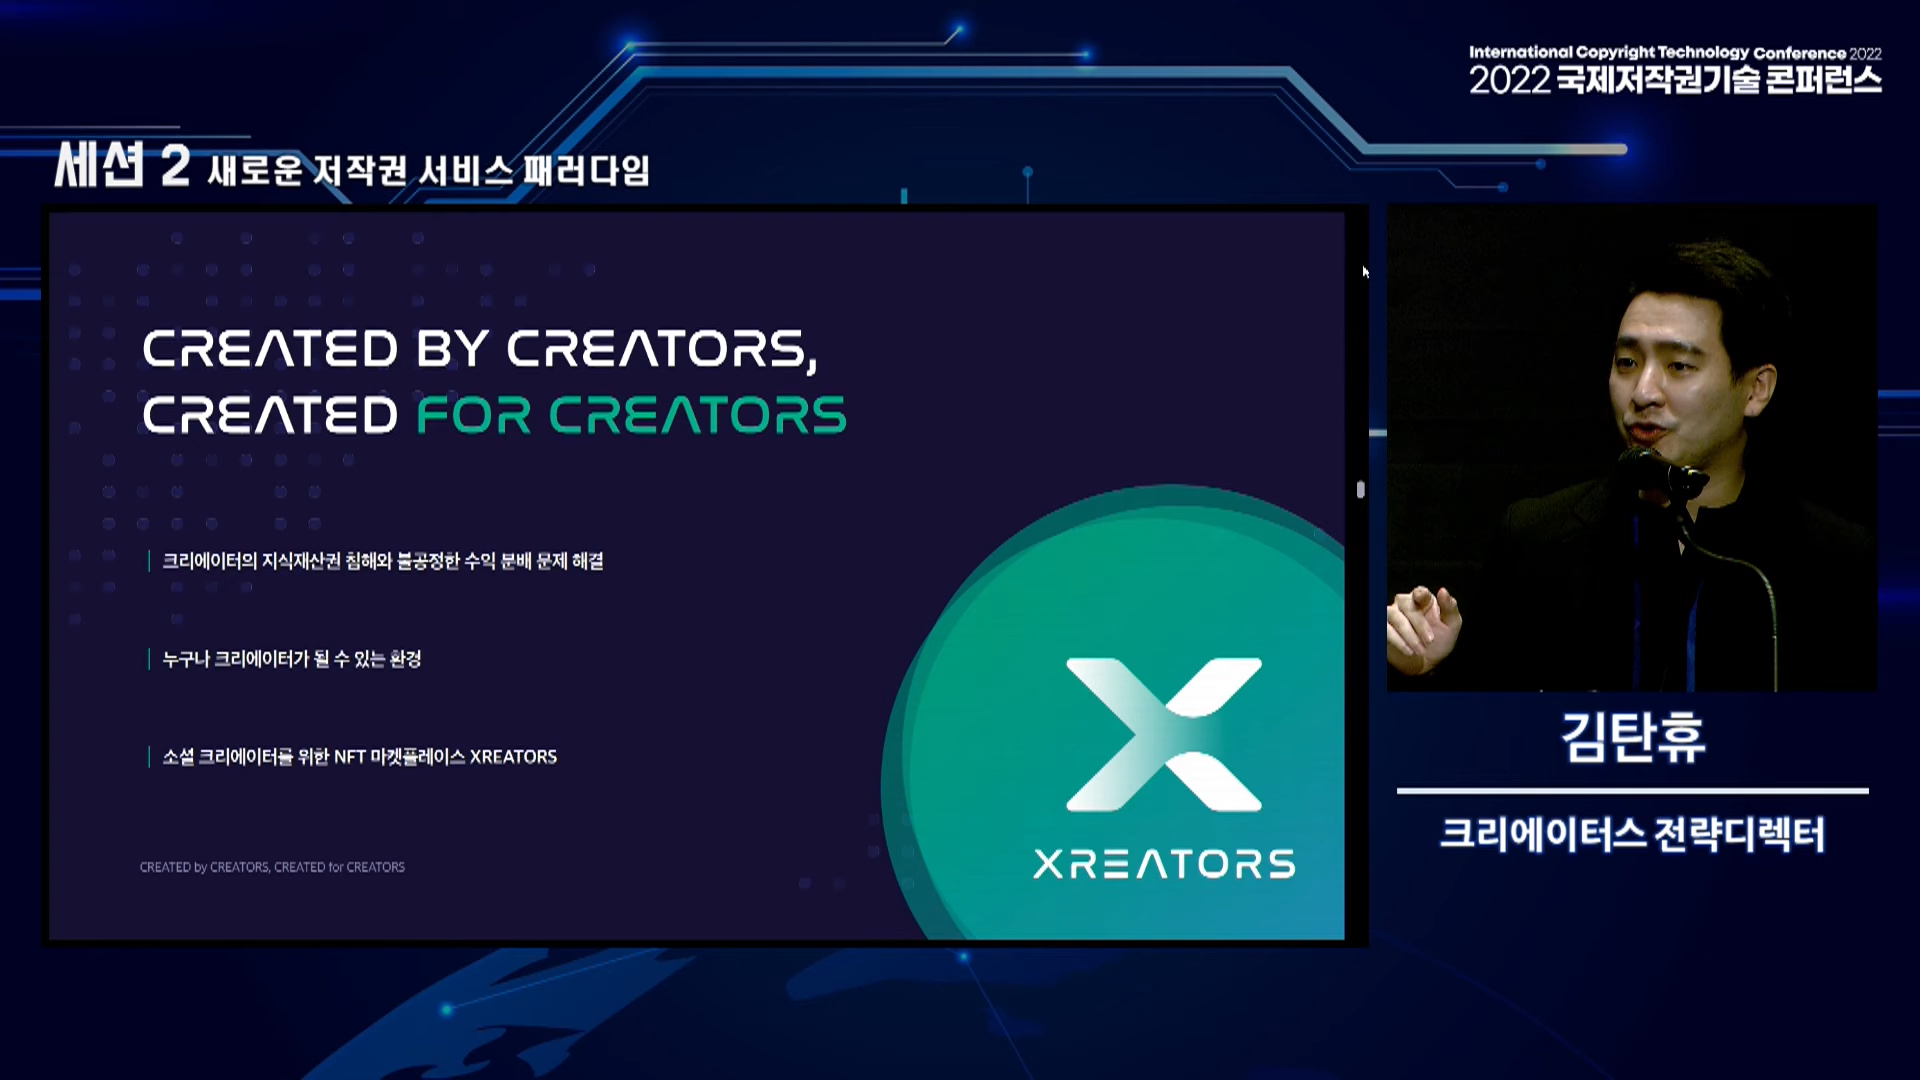 International Copyright Technology Conference 2022
2022 국제저작권기술 콘퍼런스
세션 2 새로운 저작권 서비스 패러다임
CREATED BY CREATORS,
CREATED FOR CREATORS
크리에이터의 지식재산권 침해와 불공정한 수익 분배 문제 해결
누구나 크리에이터가 될 수 있는 환경
소셜 크리에이터를 위한 NFT 마켓플레이스 XREATORS
CREATED by CREATORS, CREATED for CREATORS
XREATORS
김탄휴
크리에이터스 전략디렉터